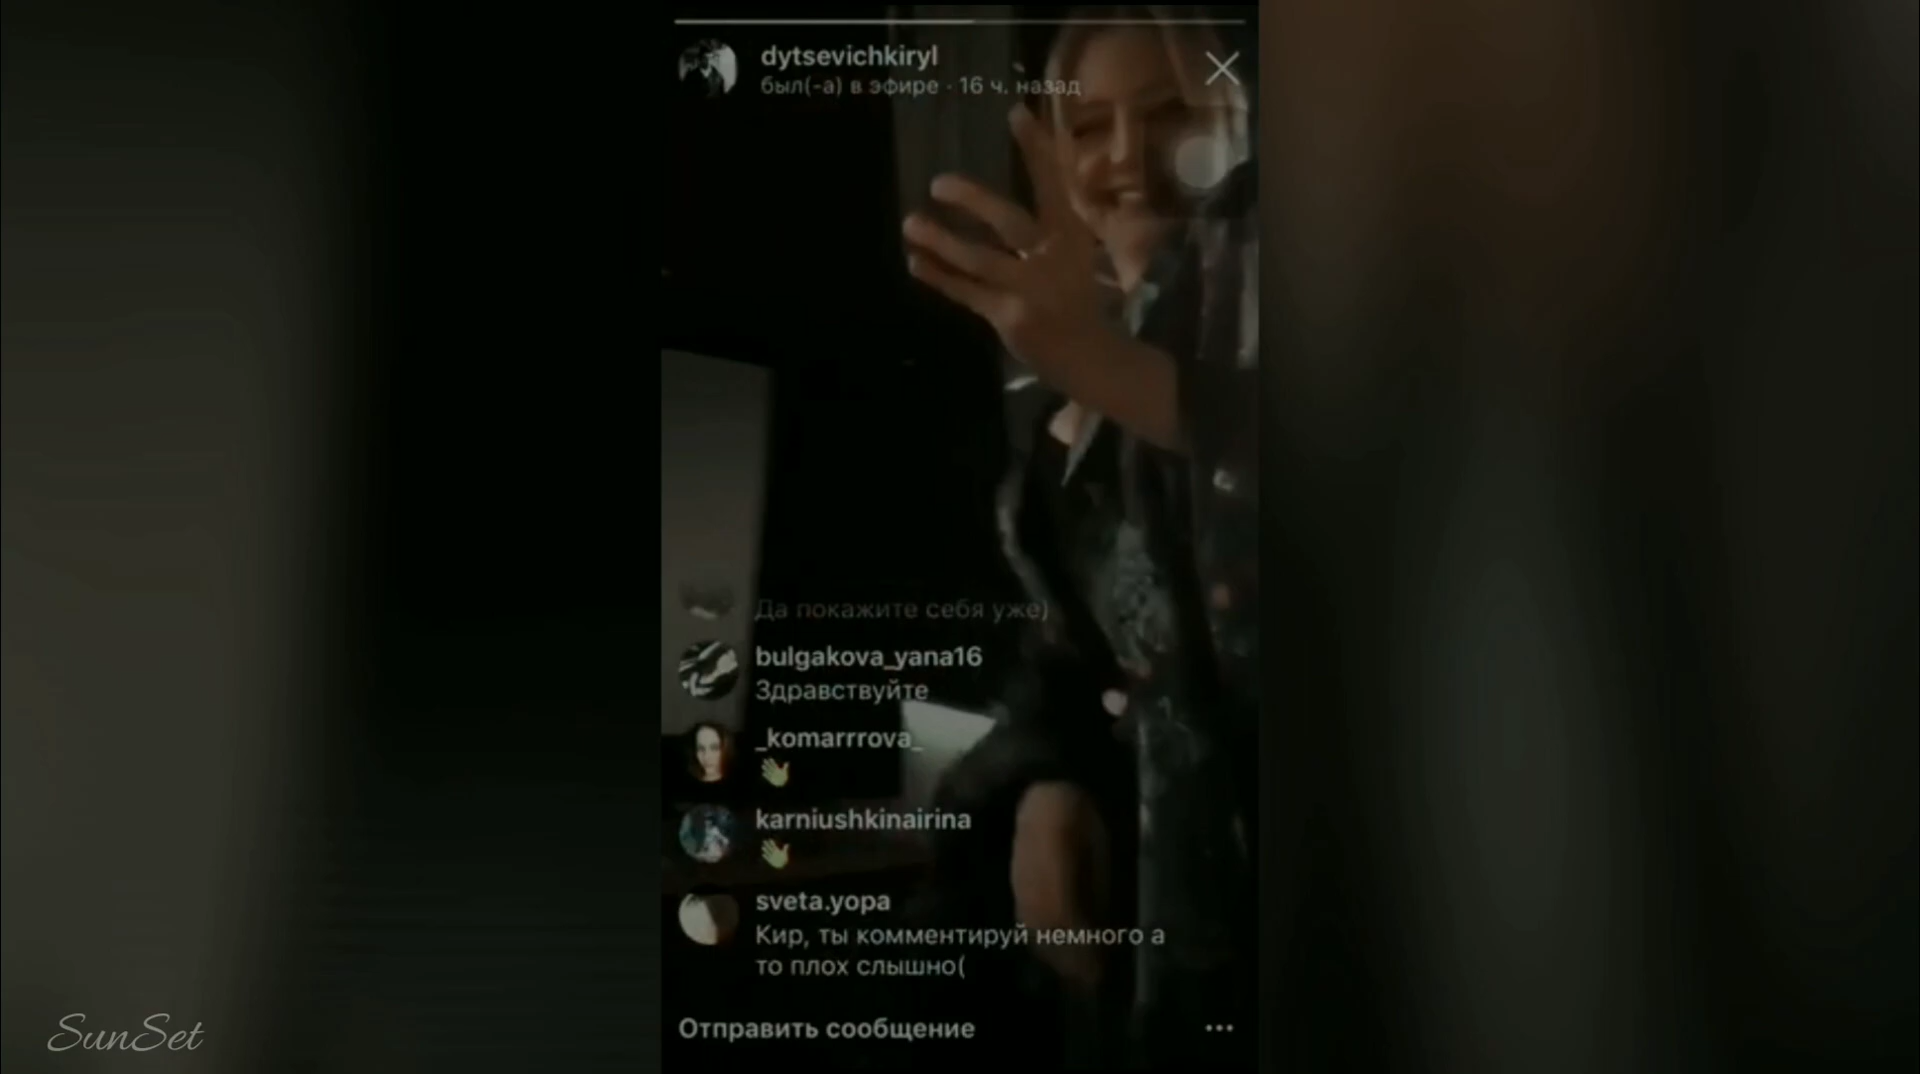 dytsevichkiryl
был(-а) в эфире · 16 ч. назад
Да покажите себя уже)
bulgakova_yana16
Здравствуйте
_komarrrova_
karniushkinairina
sveta.yopa
Кир, ты комментируй немного а
то плох слышно(
Отправить сообщение
SunSet